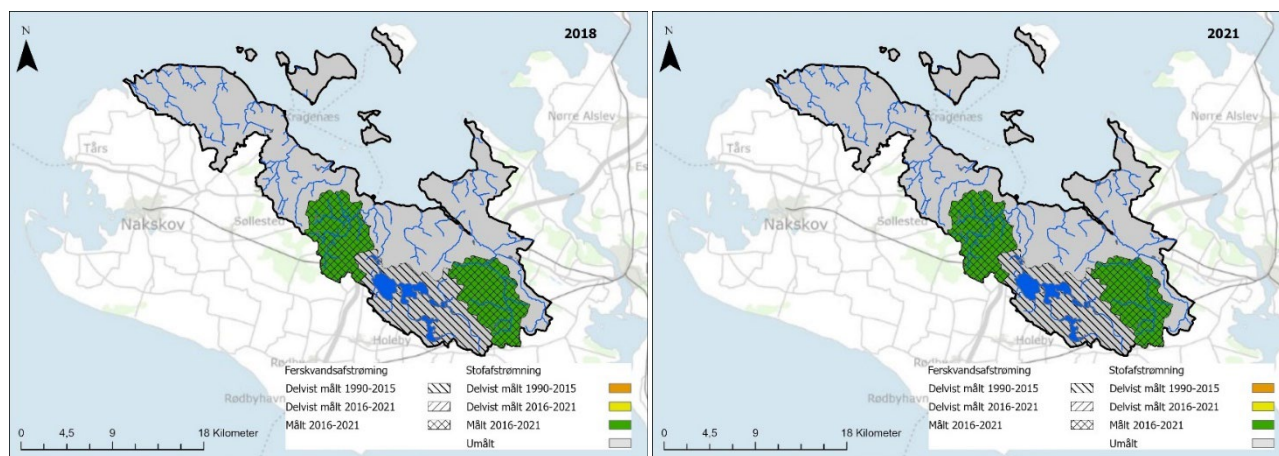 N
2018
Kragenæs
Nørre Alslev
Tårs
Nakskov
Søllested
Holeby
Rødbyhavn
Ferskvandsafstrøming
Stofafstrømning
Delvist målt 1990-2015
Delvist målt 1990-2015
Delvist målt 2016-2021
Delvist målt 2016-2021
Målt 2016-2021
Målt 2016-2021
Umålt
0 4,5 9 18 Kilometer
N
2021
Kragenæs
Nørre Alslev
Tårs
Nakskov
Søllested
Holeby
Rødbyhavn
Ferskvandsafstrøming
Stofafstrømning
Delvist målt 1990-2015
Delvist målt 1990-2015
Delvist målt 2016-2021
Delvist målt 2016-2021
Målt 2016-2021
Målt 2016-2021
Umålt
0 4,5 9 18 Kilometer